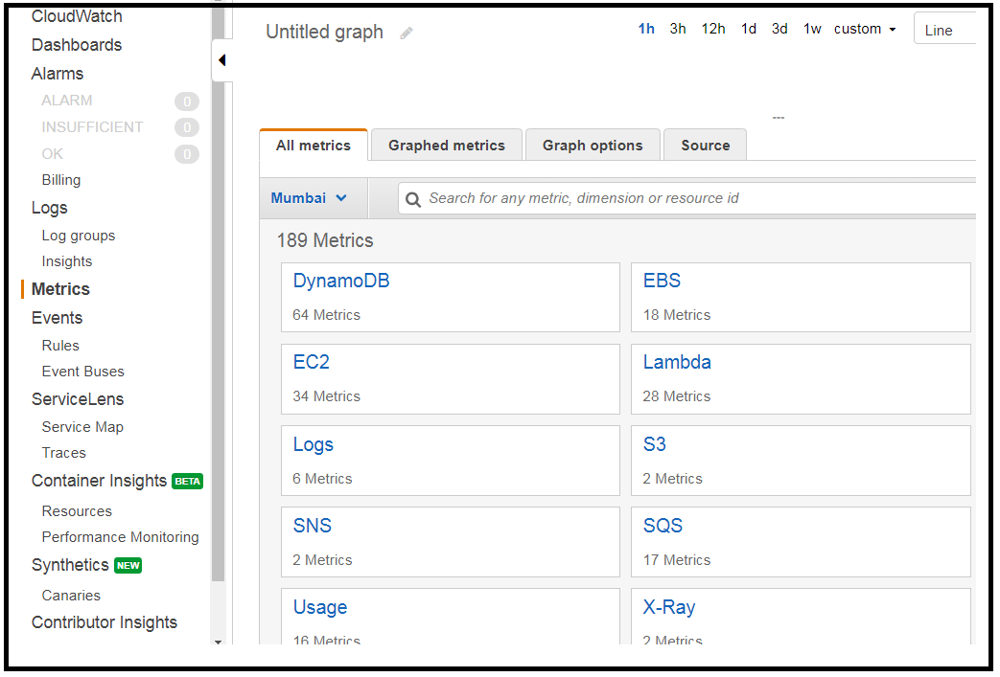 CloudWatch
Dashboards
Alarms
ALARM 0
INSUFFICIENT 0
OK 0
Billing
Logs
Log groups
Insights
Metrics
Events
Rules
Event Buses
ServiceLens
Service Map
Traces
Container Insights BETA
Resources
Performance Monitoring
Synthetics NEW
Canaries
Contributor Insights
Untitled graph
1h 3h 12h 1d 3d 1w custom
Line
---
All metrics Graphed metrics Graph options Source
Mumbai
Search for any metric, dimension or resource id
189 Metrics
DynamoDB
64 Metrics
EBS
18 Metrics
EC2
34 Metrics
Lambda
28 Metrics
Logs
6 Metrics
S3
2 Metrics
SNS
2 Metrics
SQS
17 Metrics
Usage
16 Metrics
X-Ray
2 Metrics